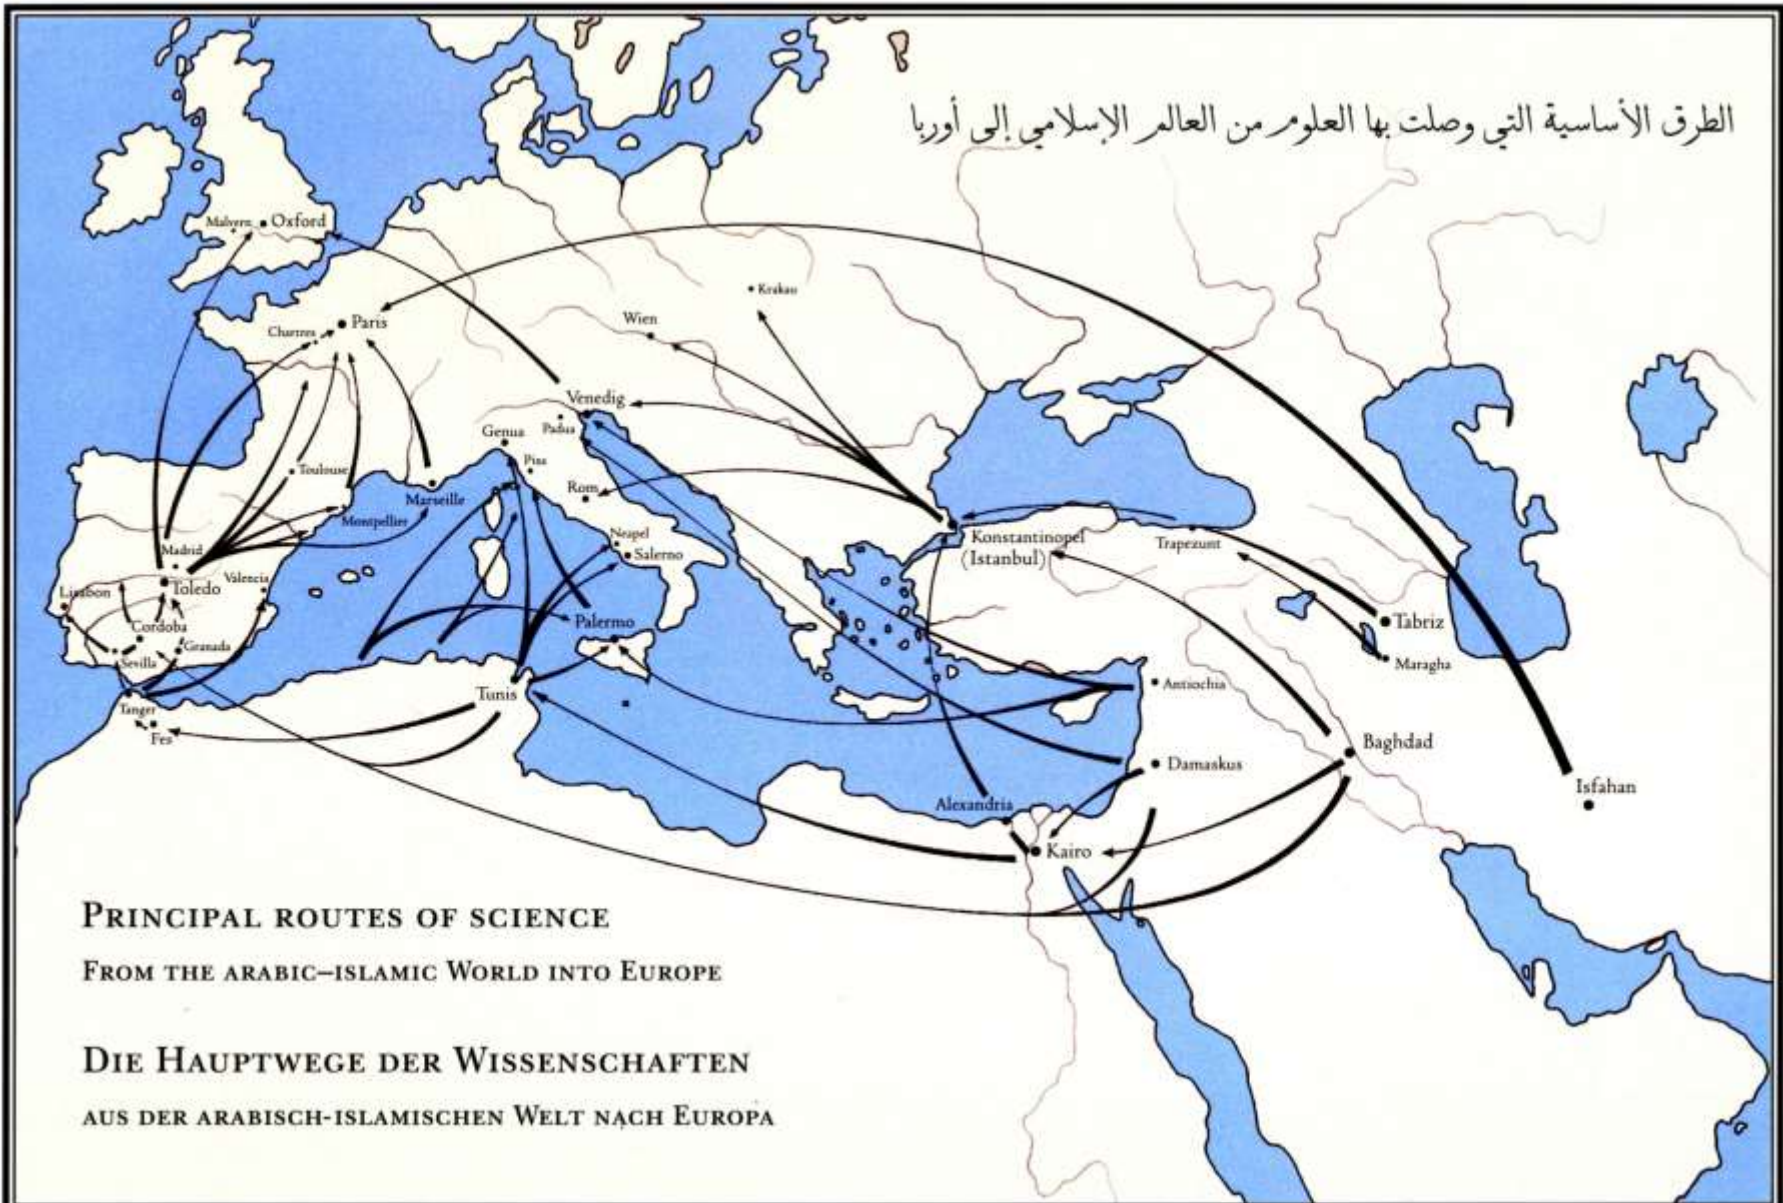 الطرق الأساسية التي وصلت بها العلوم من العالم الإسلامي إلى أوربا
Malvern
Oxford
Krakau
Wien
Paris
Chartres
Venedig
Padua
Genua
Pisa
Toulouse
Rom
Marseille
Montpellier
Neapel
Salerno
Konstantinopel
(Istanbul)
Trapezunt
Madrid
Toledo
Valencia
Lissabon
Cordoba
Granada
Sevilla
Palermo
Tabriz
Maragha
Tunis
Antiochia
Tanger
Fes
Baghdad
Damaskus
Isfahan
Alexandria
Kairo
PRINCIPAL ROUTES OF SCIENCE
FROM THE ARABIC–ISLAMIC WORLD INTO EUROPE
DIE HAUPTWEGE DER WISSENSCHAFTEN
AUS DER ARABISCH-ISLAMISCHEN WELT NACH EUROPA